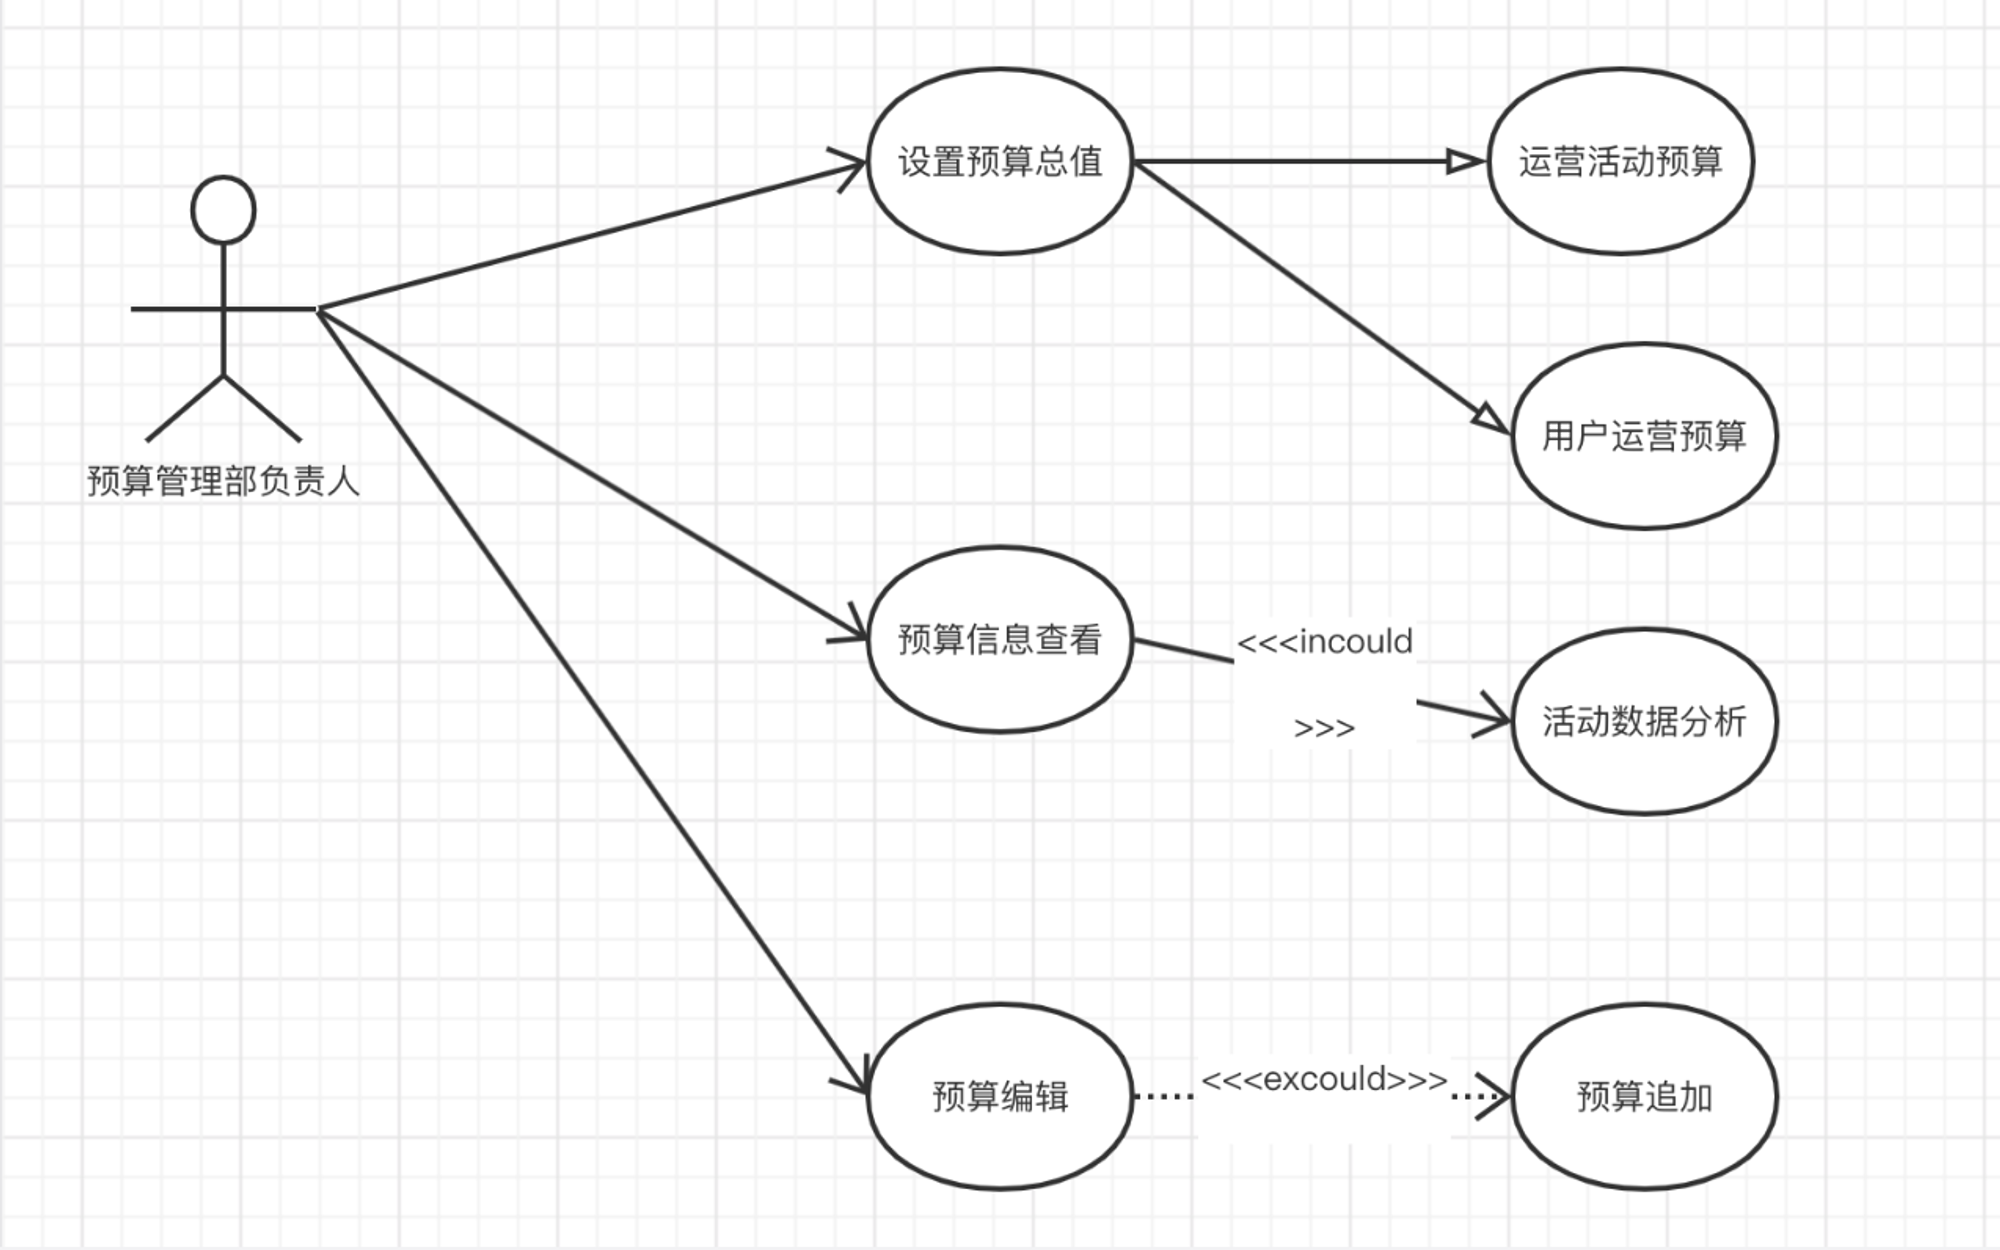 设置预算总值
运营活动预算
用户运营预算
预算管理部负责人
预算信息查看
<<<incould
>>>
活动数据分析
预算编辑
<<<excould>>>
预算追加